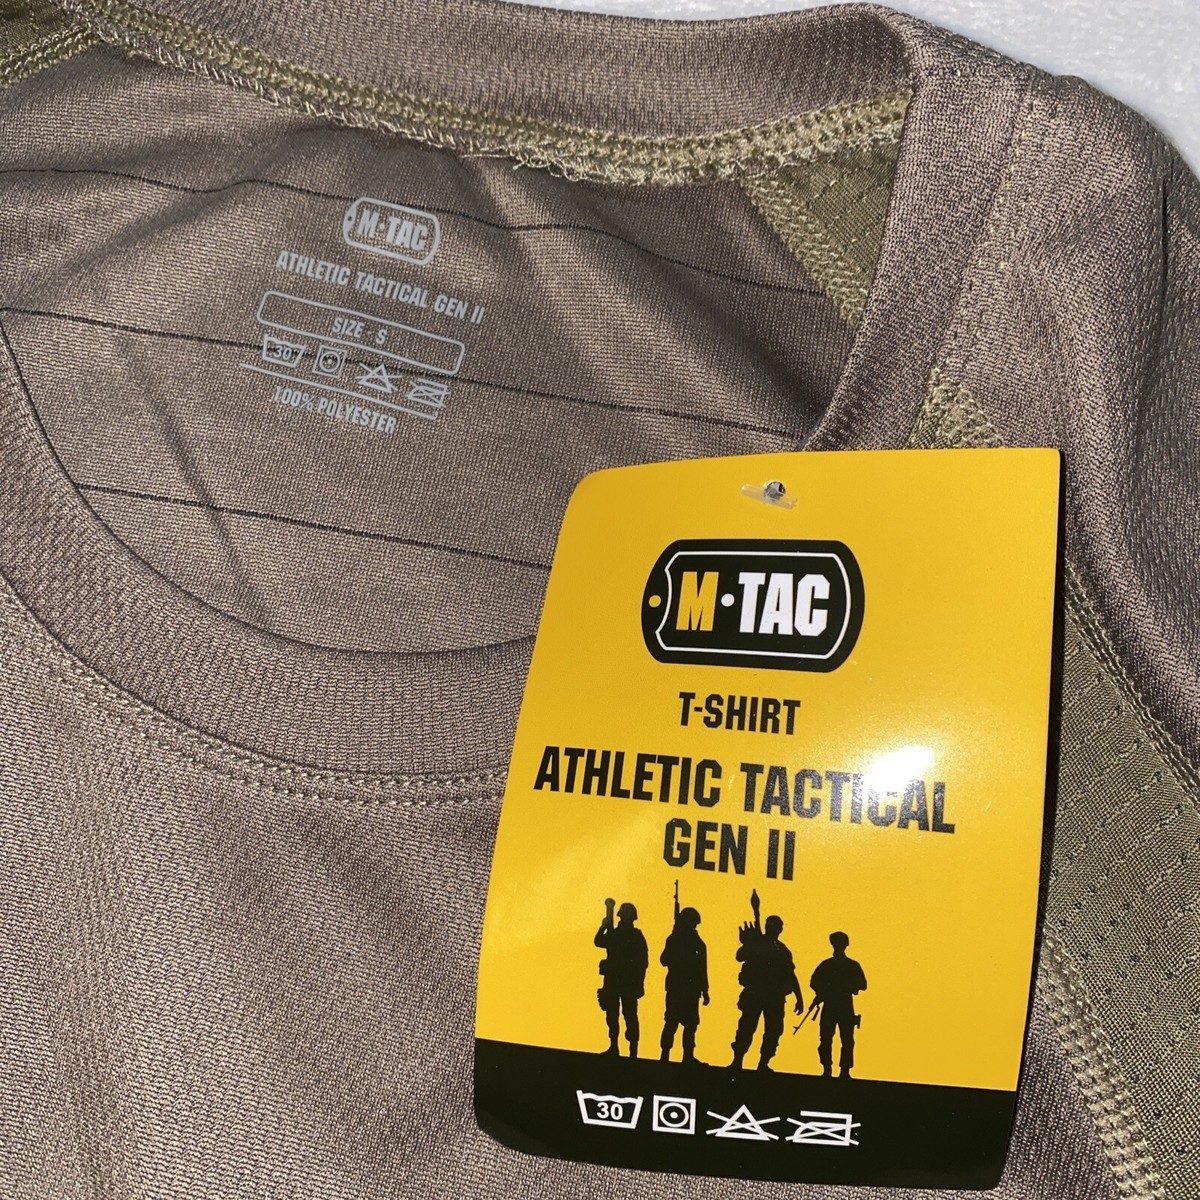 M·TAC
ATHLETIC TACTICAL GEN II
SIZE S
30
100% POLYESTER
M·TAC
T-SHIRT
ATHLETIC TACTICAL
GEN II
30